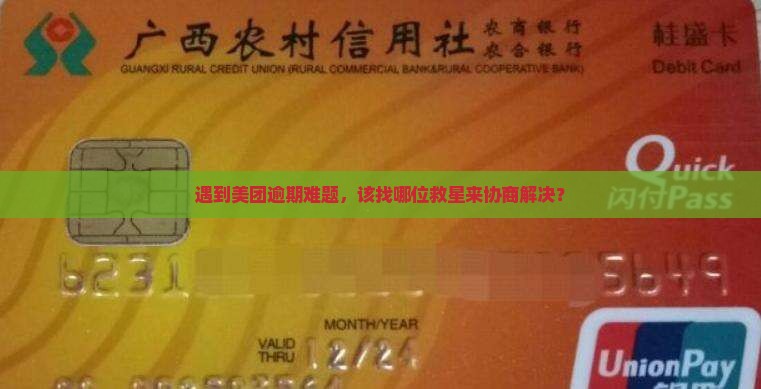 广西农村信用社 农商银行
农合银行
桂盛卡
GUANGXI RURAL CREDIT UNION (RURAL COMMERCIAL BANK&RURAL COOPERATIVE BANK)
Debit Card
Quick
遇到美团逾期难题，该找哪位救星来协商解决？
闪付Pass
6231 5649
MONTH/YEAR
VALID
THRU 12/24
UnionPay